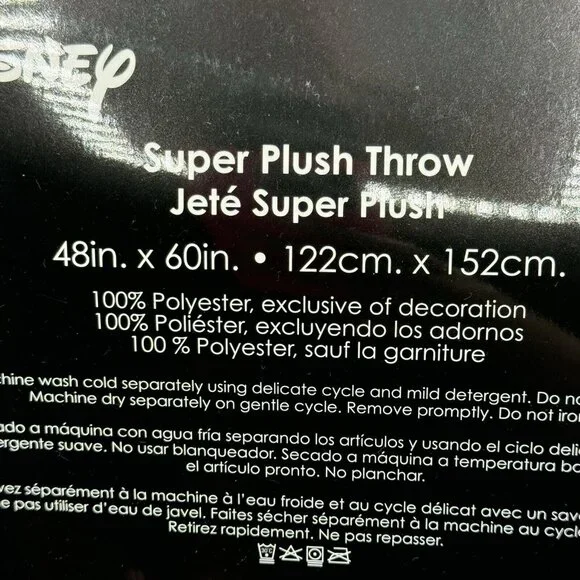 Super Plush Throw
Jeté Super Plush
48in. x 60in. • 122cm. x 152cm.
100% Polyester, exclusive of decoration
100% Poliéster, excluyendo los adornos
100 % Polyester, sauf la garniture
wash cold separately using delicate cycle and mild detergent. Do
Machine dry separately on gentle cycle. Remove promptly. Do not iron
a máquina con agua fría separando los artículos y usando el ciclo
suave. No usar blanqueador. Secado a máquina a temperatura
el artículo pronto. No planchar.
séparément à la machine à l'eau froide et au cycle délicat avec un
pas utiliser d'eau de javel. Faites sécher séparément à la machine au
Retirez rapidement. Ne pas repasser.